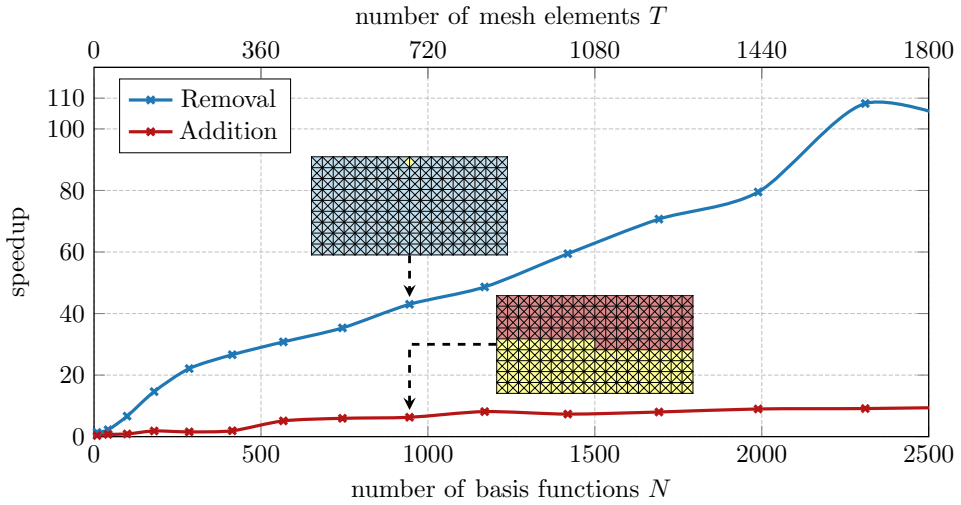 number of mesh elements T
0 360 720 1080 1440 1800
Removal
Addition
speedup
110
100
80
60
40
20
0
0 500 1000 1500 2000 2500
number of basis functions N